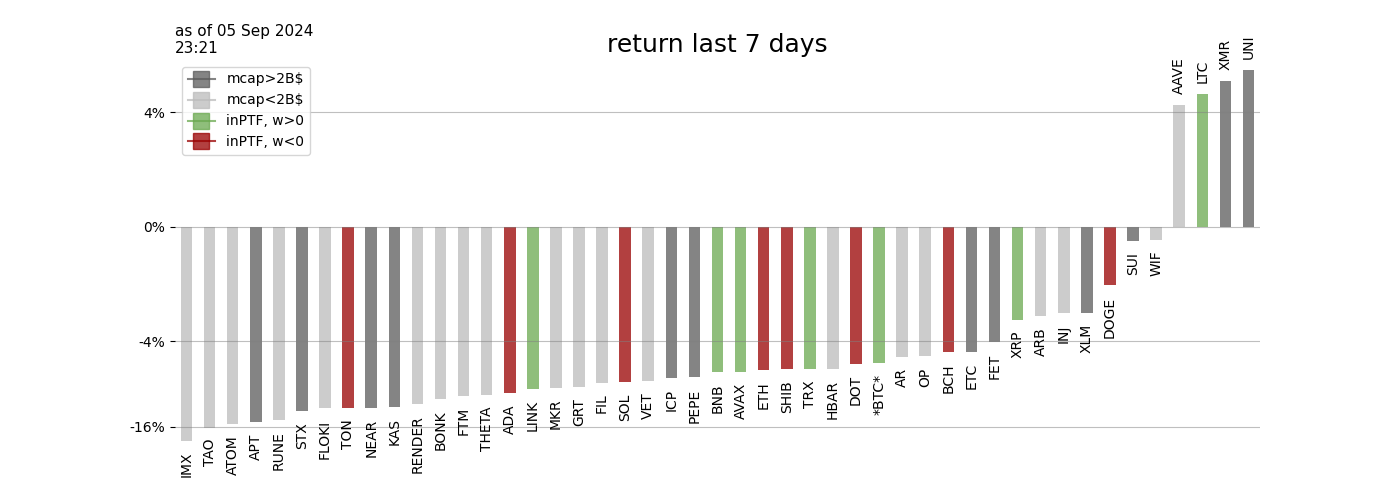 as of 05 Sep 2024
23:21
return last 7 days
mcap>2B$
mcap<2B$
inPTF, w>0
inPTF, w<0
4%
0%
-4%
-16%
IMX
TAO
ATOM
APT
RUNE
STX
FLOKI
TON
NEAR
KAS
RENDER
BONK
FTM
THETA
ADA
LINK
MKR
GRT
FIL
SOL
VET
ICP
PEPE
BNB
AVAX
ETH
SHIB
TRX
HBAR
DOT
*BTC*
AR
OP
BCH
ETC
FET
XRP
ARB
INJ
XLM
DOGE
SUI
WIF
AAVE
LTC
XMR
UNI